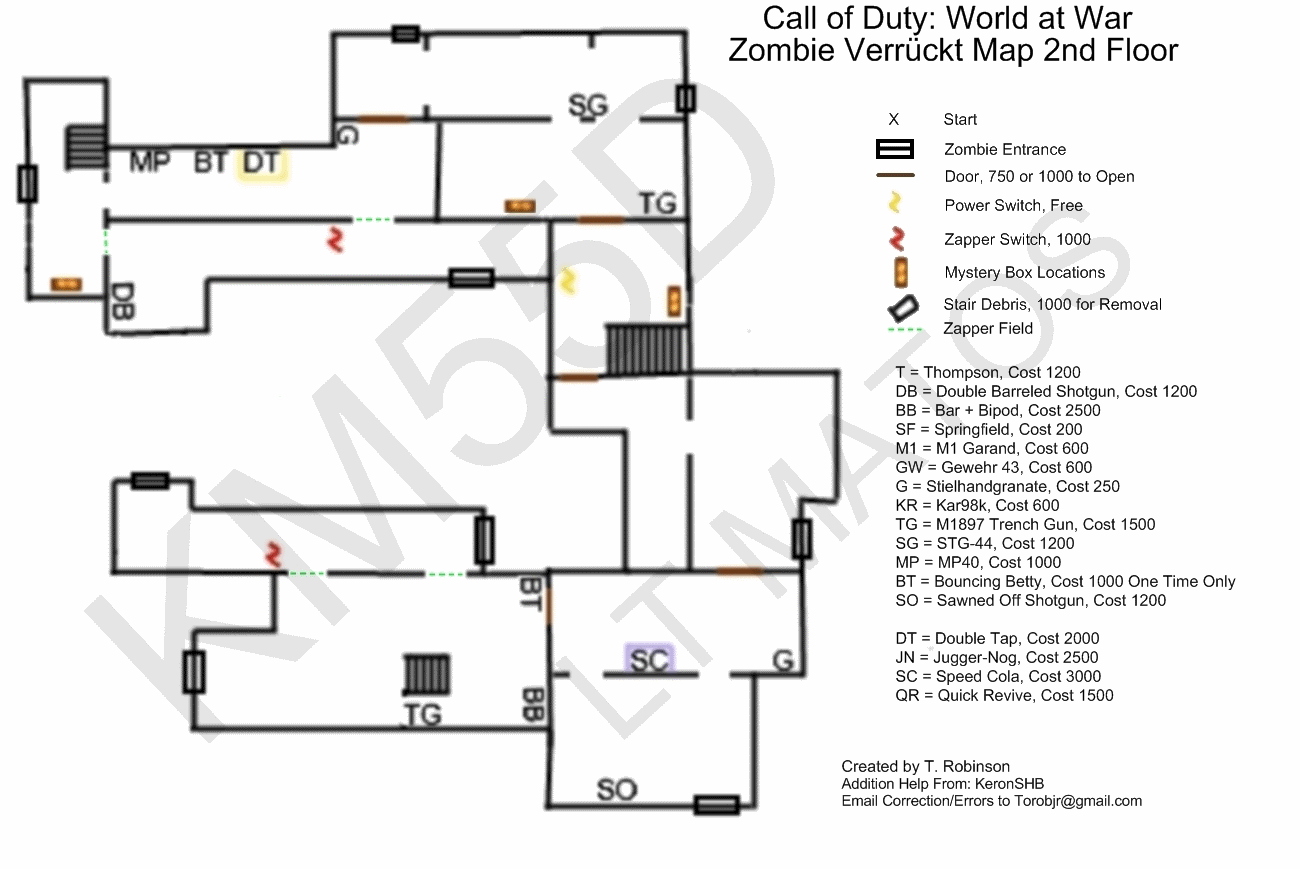 Call of Duty: World at War
Zombie Verrückt Map 2nd Floor
X Start
Zombie Entrance
Door, 750 or 1000 to Open
Power Switch, Free
Zapper Switch, 1000
Mystery Box Locations
Stair Debris, 1000 for Removal
Zapper Field
T = Thompson, Cost 1200
DB = Double Barreled Shotgun, Cost 1200
BB = Bar + Bipod, Cost 2500
SF = Springfield, Cost 200
M1 = M1 Garand, Cost 600
GW = Gewehr 43, Cost 600
G = Stielhandgranate, Cost 250
KR = Kar98k, Cost 600
TG = M1897 Trench Gun, Cost 1500
SG = STG-44, Cost 1200
MP = MP40, Cost 1000
BT = Bouncing Betty, Cost 1000 One Time Only
SO = Sawned Off Shotgun, Cost 1200
DT = Double Tap, Cost 2000
JN = Jugger-Nog, Cost 2500
SC = Speed Cola, Cost 3000
QR = Quick Revive, Cost 1500
Created by T. Robinson
Addition Help From: KeronSHB
Email Correction/Errors to Torobjr@gmail.com
SG
G
MP BT DT
TG
DB
BT
SC
G
BB
TG
SO
KM55D
LT MATOS